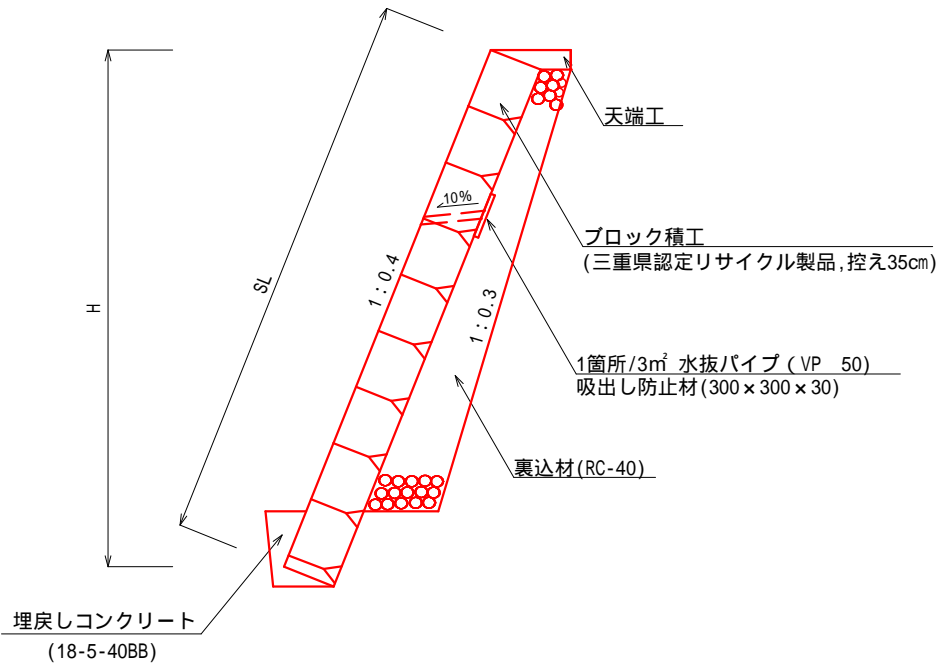 天端工
10%
ブロック積工
(三重県認定リサイクル製品,控え35cm)
SL
1:0.4
1:0.3
H
1箇所/3㎡ 水抜パイプ(VP 50)
吸出し防止材(300×300×30)
裏込材(RC-40)
埋戻しコンクリート
(18-5-40BB)